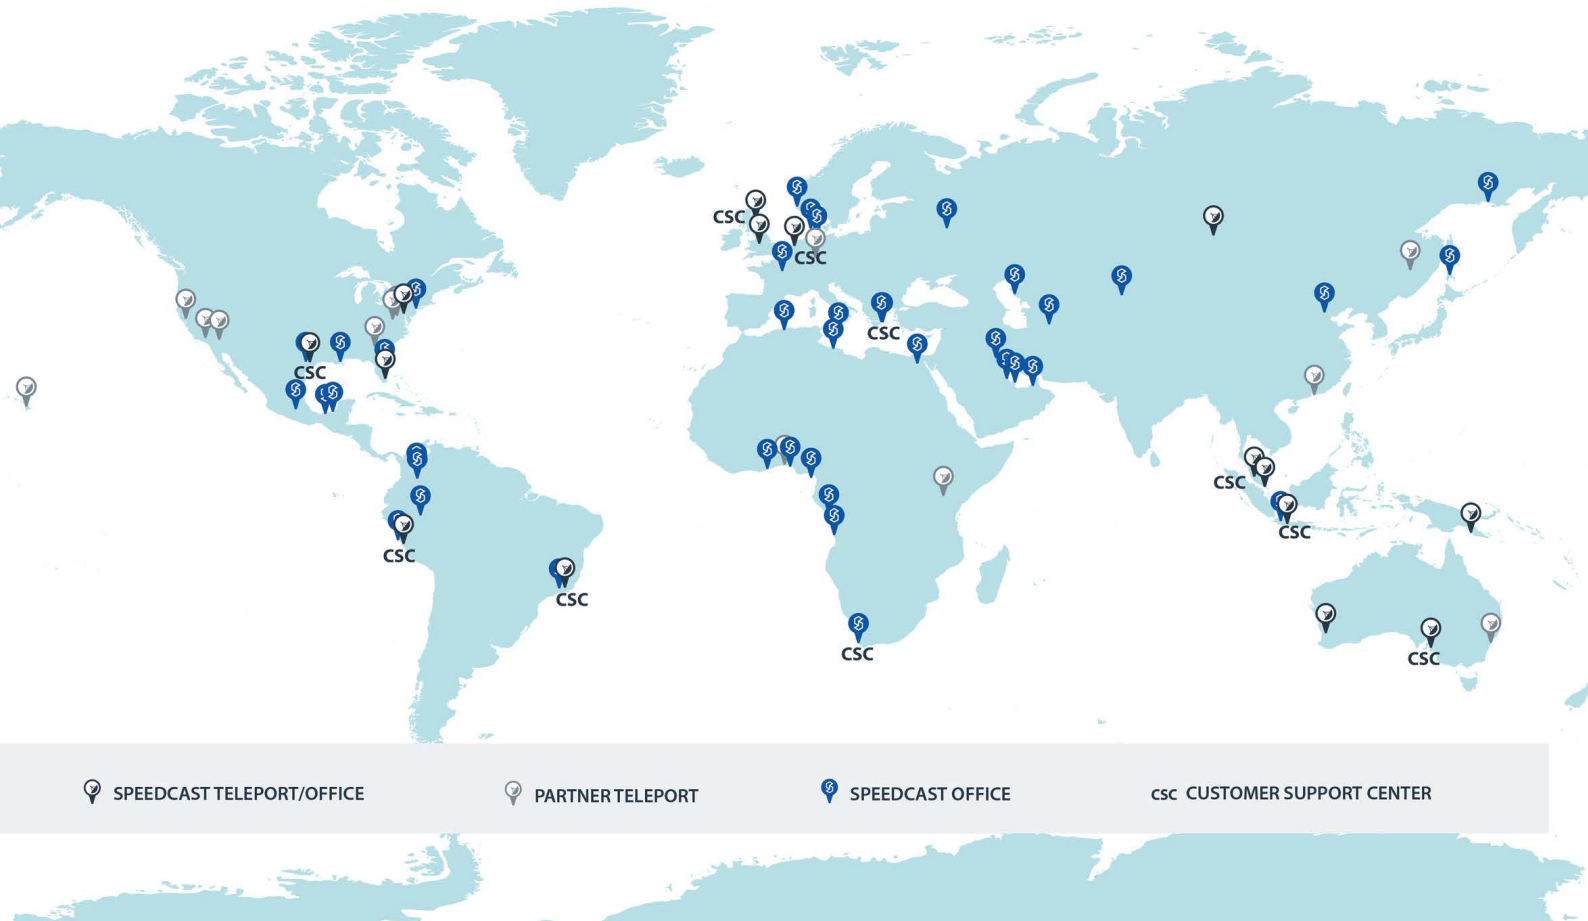 CSC
CSC
CSC
CSC
CSC
CSC
CSC
CSC
CSC
CSC
SPEEDCAST TELEPORT/OFFICE
PARTNER TELEPORT
SPEEDCAST OFFICE
CSC CUSTOMER SUPPORT CENTER